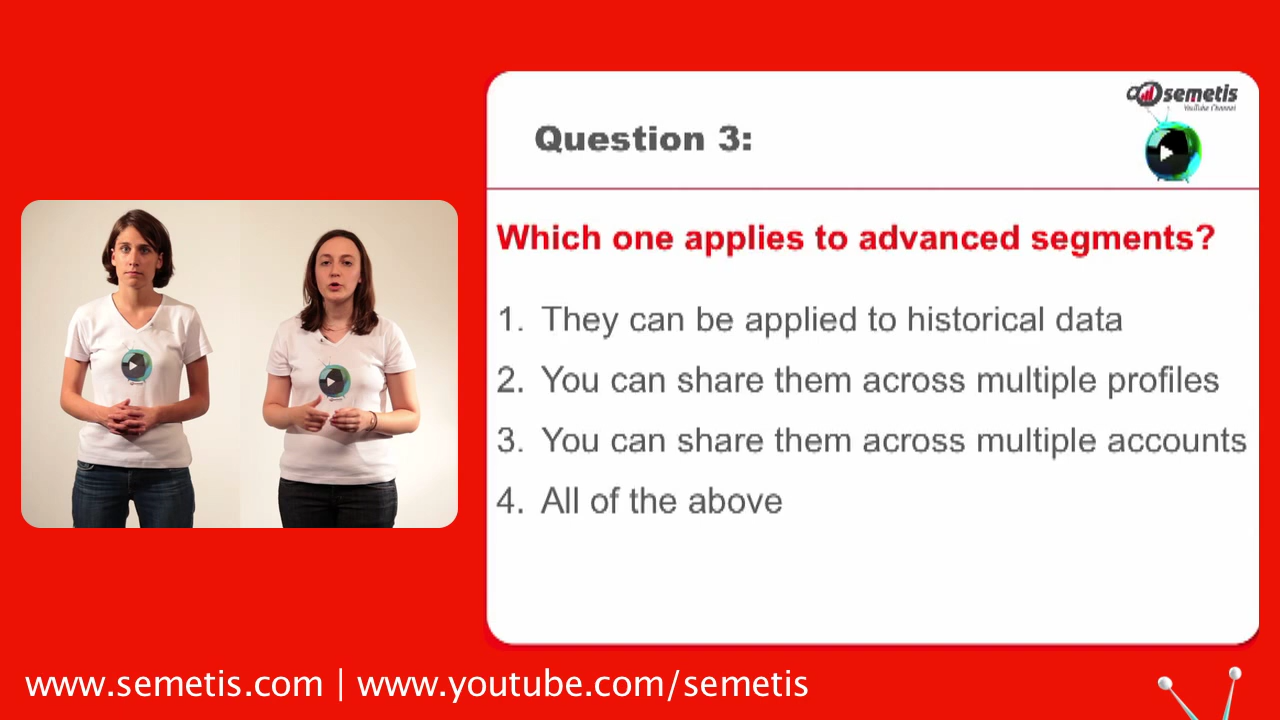 semetis
YouTube Channel
Question 3:
Which one applies to advanced segments?
1. They can be applied to historical data
2. You can share them across multiple profiles
3. You can share them across multiple accounts
4. All of the above
www.semetis.com | www.youtube.com/semetis